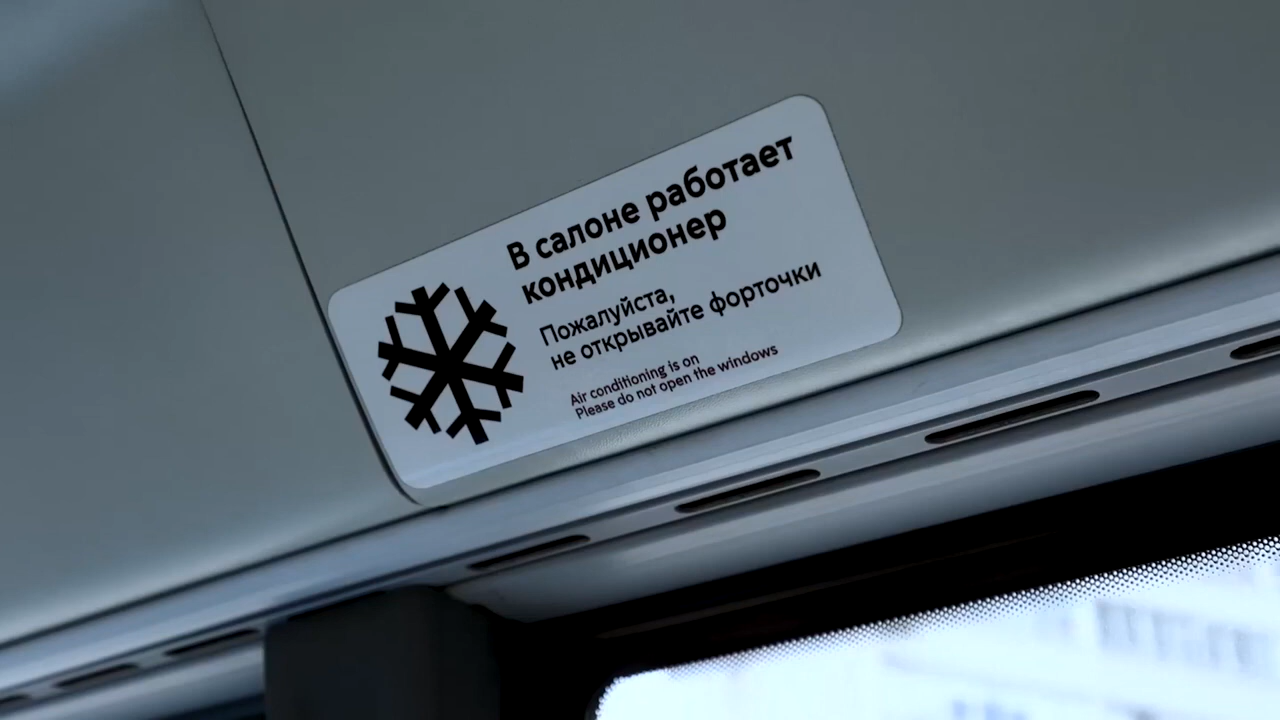 В салоне работает
кондиционер
Пожалуйста,
не открывайте форточки
Air conditioning is on
Please do not open the windows